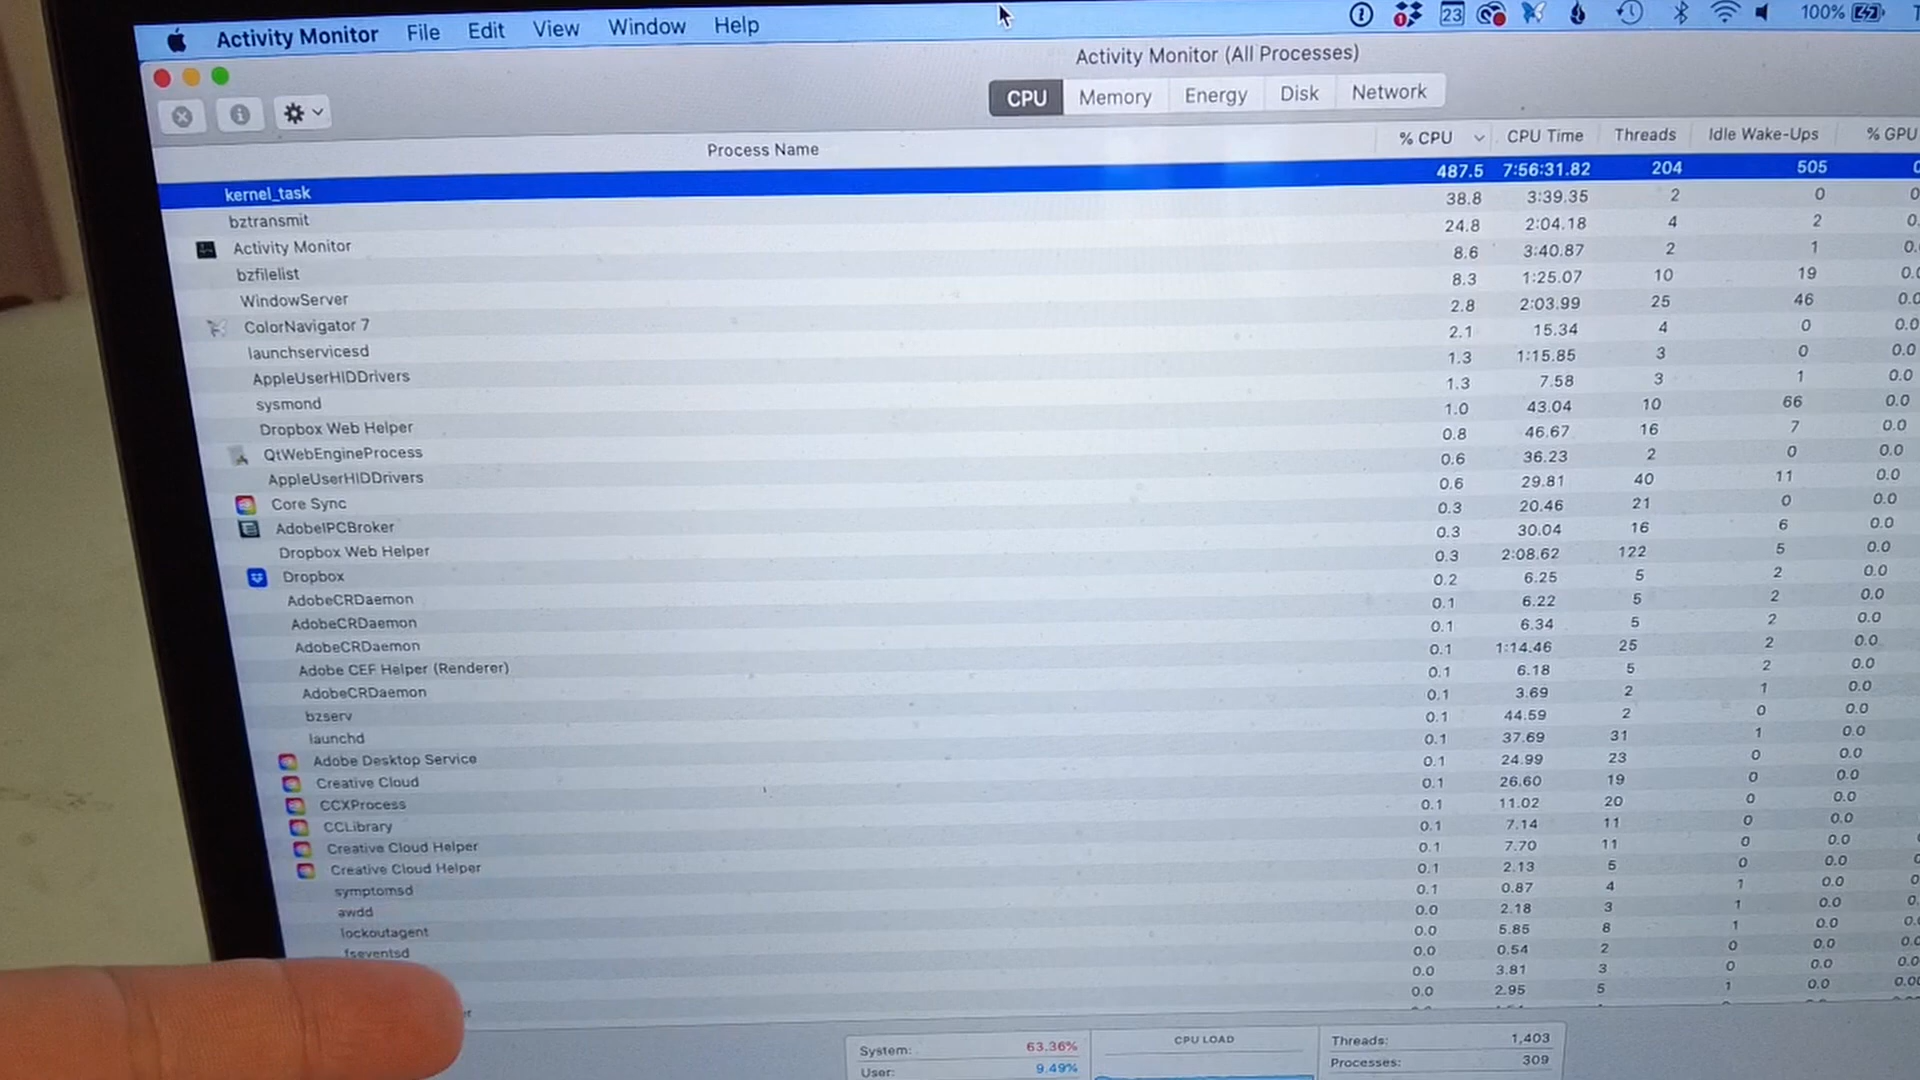 Activity Monitor File Edit View Window Help 23 100%
Activity Monitor (All Processes)
CPU Memory Energy Disk Network
Process Name % CPU CPU Time Threads Idle Wake-Ups % GPU
kernel_task 487.5 7:56:31.82 204 505
bztransmit 38.8 3:39.35 2 0 0.
Activity Monitor 24.8 2:04.18 4 2 0.
bzfilelist 8.6 3:40.87 2 1 0.
WindowServer 8.3 1:25.07 10 19 0.0
ColorNavigator 7 2.8 2:03.99 25 46 0.0
launchservicesd 2.1 15.34 4 0 0.0
AppleUserHIDDrivers 1.3 1:15.85 3 0 0.0
sysmond 1.3 7.58 3 1 0.0
Dropbox Web Helper 1.0 43.04 10 66 0.0
QtWebEngineProcess 0.8 46.67 16 7 0.0
AppleUserHIDDrivers 0.6 36.23 2 0 0.0
Core Sync 0.6 29.81 40 11 0.0
AdobeIPCBroker 0.3 20.46 21 0 0.0
Dropbox Web Helper 0.3 30.04 16 6 0.0
Dropbox 0.3 2:08.62 122 5 0.0
AdobeCRDaemon 0.2 6.25 5 2 0.0
AdobeCRDaemon 0.1 6.22 5 2 0.0
AdobeCRDaemon 0.1 6.34 5 2 0.0
Adobe CEF Helper (Renderer) 0.1 1:14.46 25 2 0.0
AdobeCRDaemon 0.1 6.18 5 2 0.0
bzserv 0.1 3.69 2 1 0.0
launchd 0.1 44.59 2 0 0.0
Adobe Desktop Service 0.1 37.69 31 1 0.0
Creative Cloud 0.1 24.99 23 0 0.0
CCXProcess 0.1 26.60 19 0 0.0
CCLibrary 0.1 11.02 20 0 0.0
Creative Cloud Helper 0.1 7.14 11 0 0.0
Creative Cloud Helper 0.1 7.70 11 0 0.0
symptomsd 0.1 2.13 5 0 0.0
awdd 0.1 0.87 4 1 0.0
lockoutagent 0.0 2.18 3 1 0.0
fseventsd 0.0 5.85 8 1 0.0
0.0 0.54 2 0 0.0
0.0 3.81 3 0 0.0
0.0 2.95 5 1 0.0
System: 63.36% CPU LOAD Threads: 1,403
User: 9.49% Processes: 309